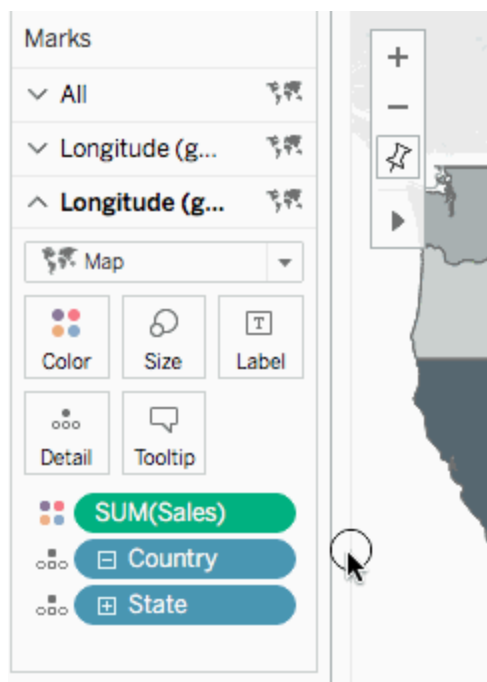 Marks
All
Longitude (g...
Longitude (g...
Map
Color Size Label
Detail Tooltip
SUM(Sales)
Country
State